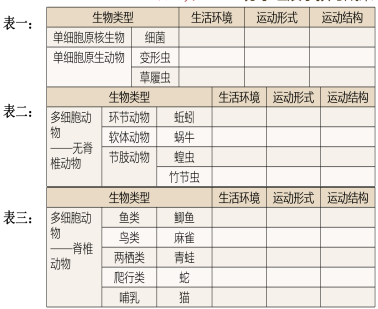 表一：
生物类型 生活环境 运动形式 运动结构
单细胞原核生物 细菌
单细胞原生动物 变形虫
草履虫
表二：
生物类型 生活环境 运动形式 运动结构
多细胞动 环节动物 蚯蚓
物 软体动物 蜗牛
——无脊 节肢动物 蝗虫
椎动物 竹节虫
表三：
生物类型 生活环境 运动形式 运动结构
多细胞动 鱼类 鲫鱼
物 鸟类 麻雀
——脊椎 两栖类 青蛙
动物 爬行类 蛇
哺乳 猫